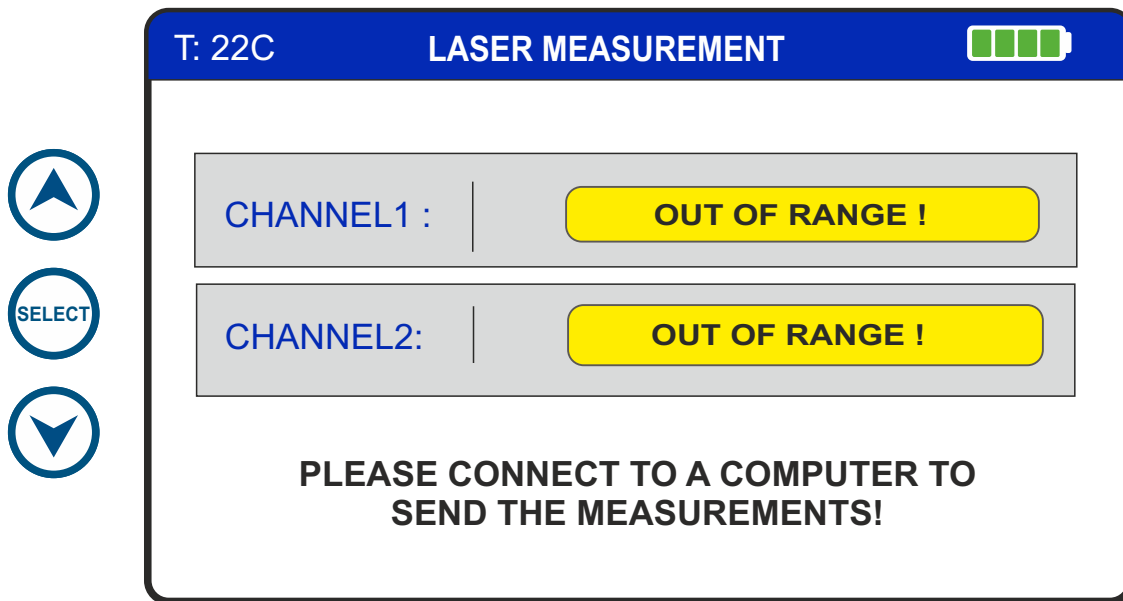 T: 22C LASER MEASUREMENT
CHANNEL1 : OUT OF RANGE !
SELECT
CHANNEL2: OUT OF RANGE !
PLEASE CONNECT TO A COMPUTER TO
SEND THE MEASUREMENTS!